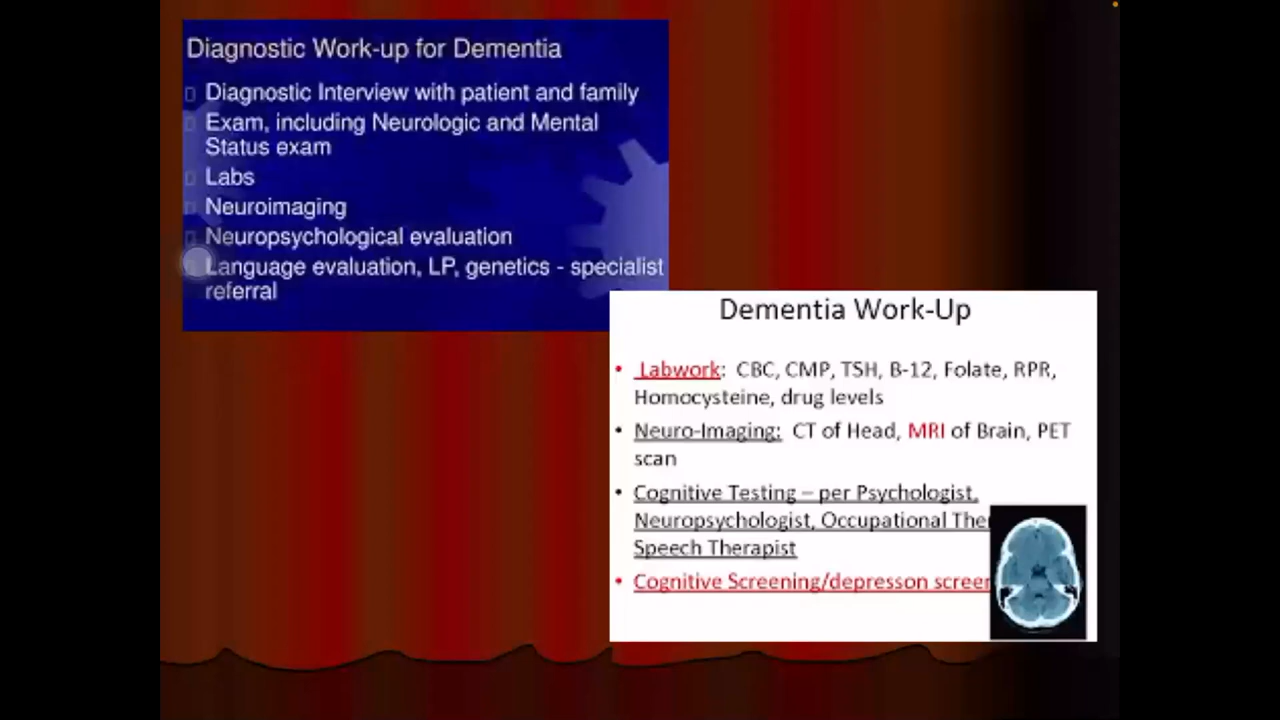 Diagnostic Work-up for Dementia
Diagnostic Interview with patient and family
Exam, including Neurologic and Mental
Status exam
Labs
Neuroimaging
Neuropsychological evaluation
Language evaluation, LP, genetics - specialist
referral
Dementia Work-Up
• Labwork: CBC, CMP, TSH, B-12, Folate, RPR,
Homocysteine, drug levels
• Neuro-Imaging: CT of Head, MRI of Brain, PET
scan
• Cognitive Testing – per Psychologist,
Neuropsychologist, Occupational
Speech Therapist
• Cognitive Screening/depresson